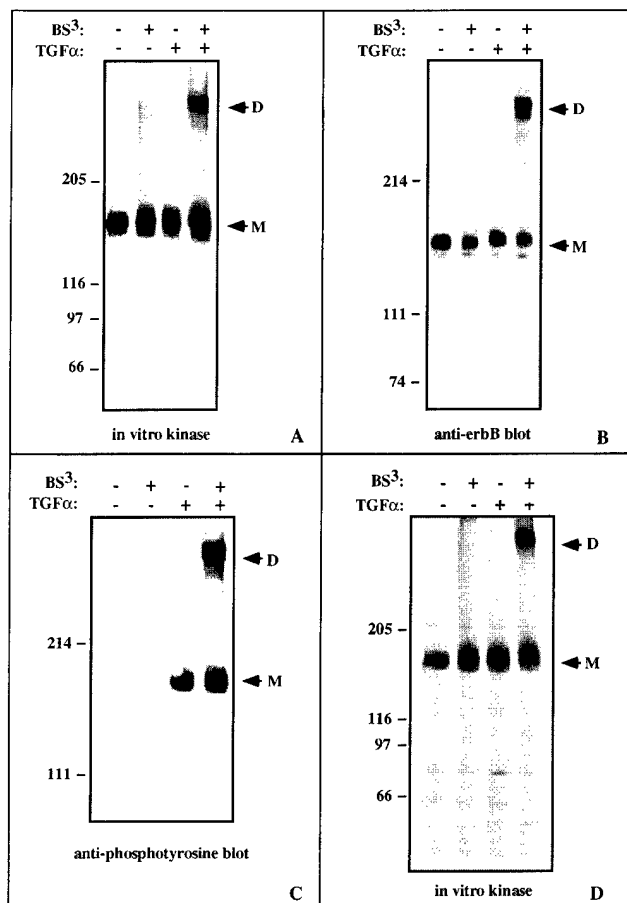 BS3: - + - +
TGFα: - - + +
D
205 –
M
116 –
97 –
66 –
in vitro kinase
A
BS3: - + - +
TGFα: - - + +
D
214 –
M
111 –
74 –
anti-erbB blot
B
BS3: - + - +
TGFα: - - + +
D
214 –
M
111 –
anti-phosphotyrosine blot
C
BS3: - + - +
TGFα: - - + +
D
205 –
M
116 –
97 –
66 –
in vitro kinase
D